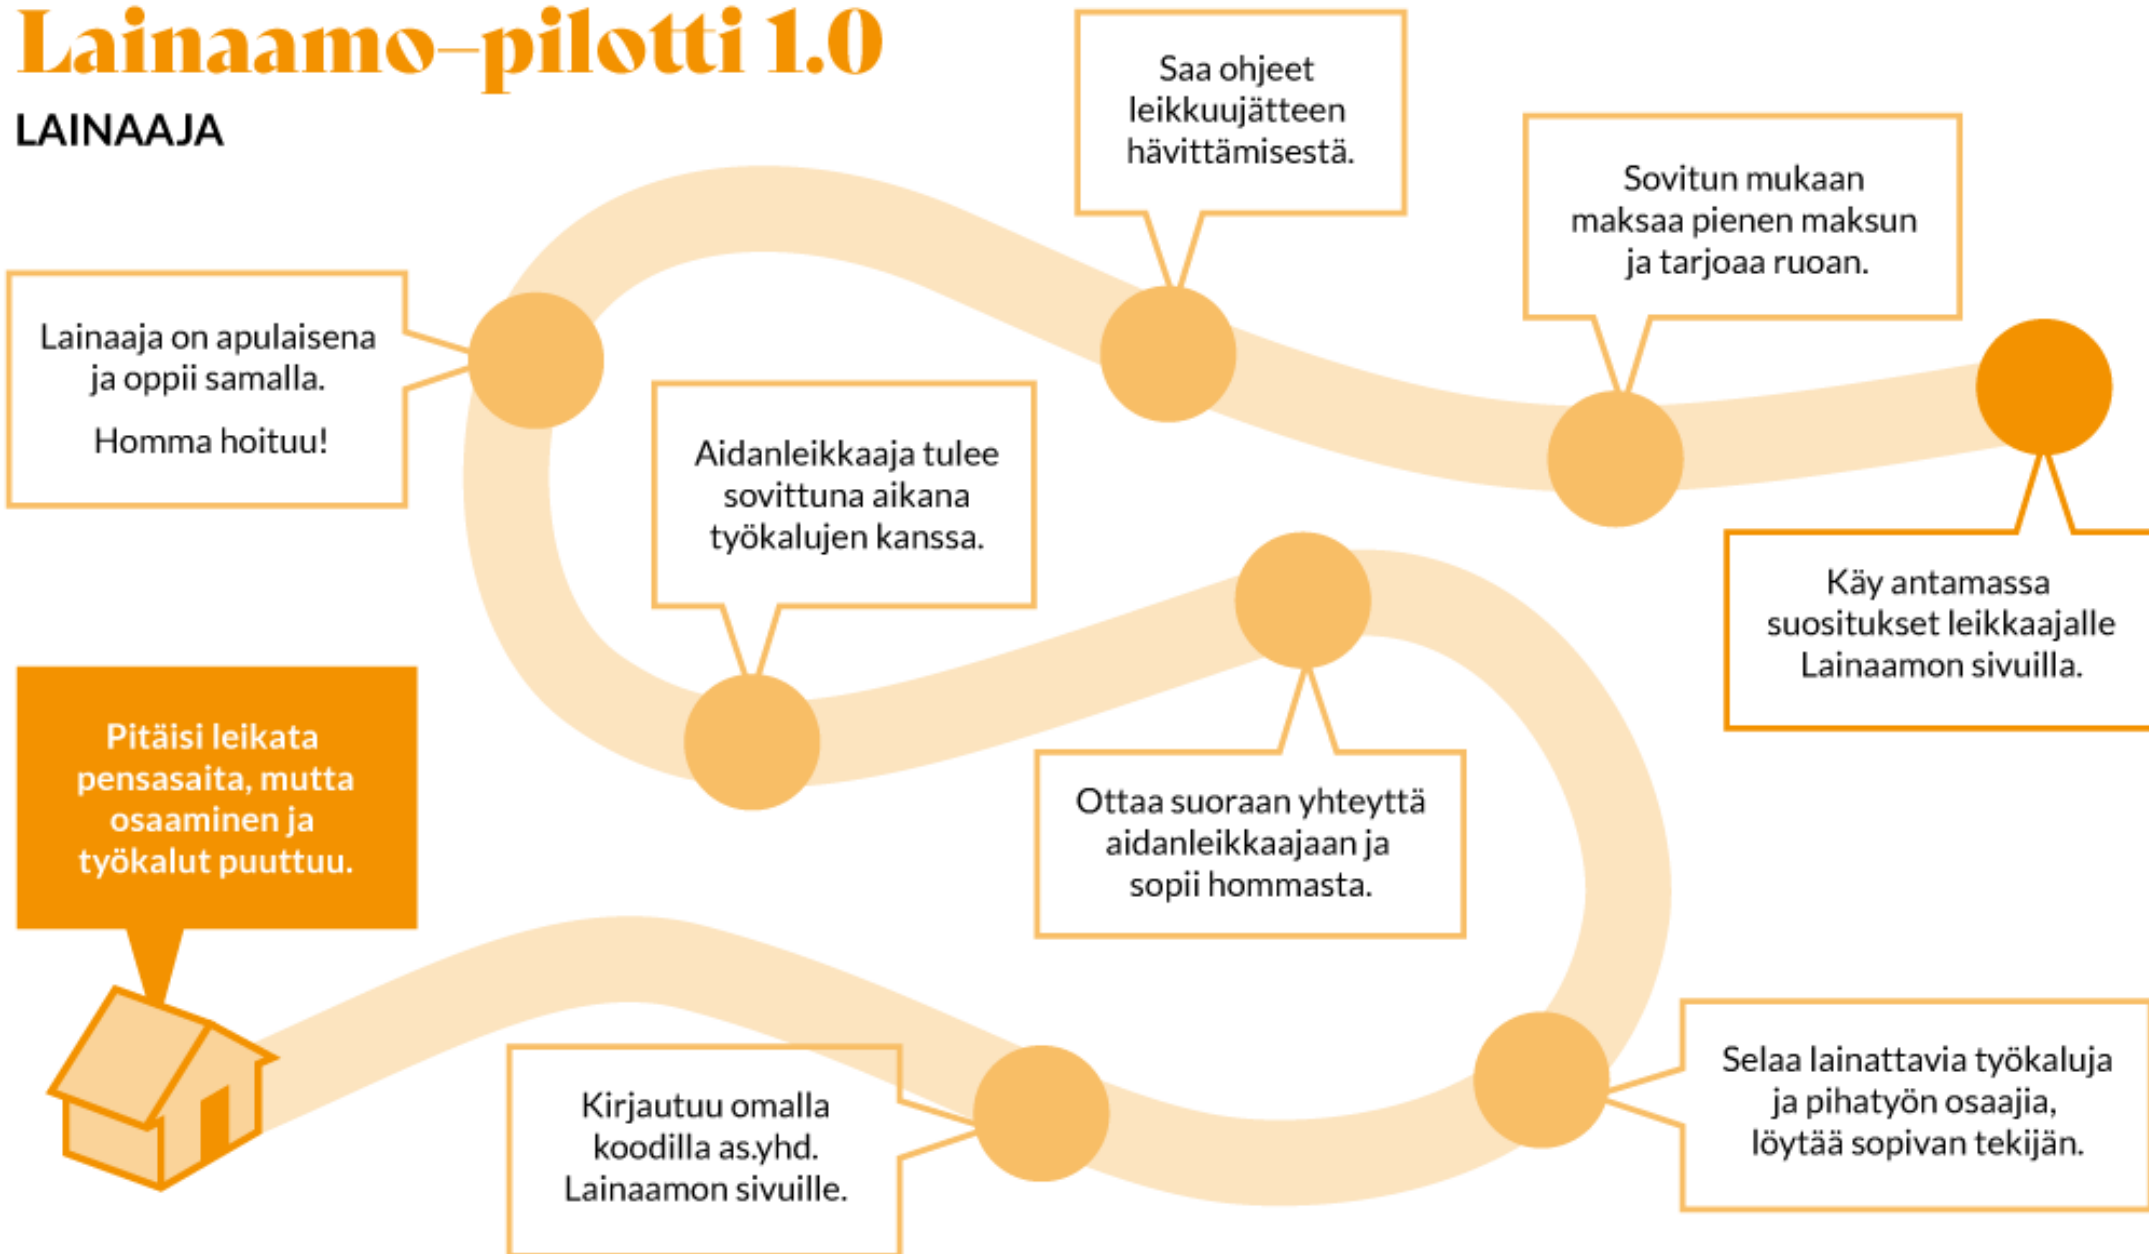 Lainaamo–pilotti 1.0
LAINAAJA
Pitäisi leikata
pensasaita, mutta
osaaminen ja
työkalut puuttuu.
Kirjautuu omalla
koodilla as.yhd.
Lainaamon sivuille.
Selaa lainattavia työkaluja
ja pihatyön osaajia,
löytää sopivan tekijän.
Ottaa suoraan yhteyttä
aidanleikkaajaan ja
sopii hommasta.
Aidanleikkaaja tulee
sovittuna aikana
työkalujen kanssa.
Lainaaja on apulaisena
ja oppii samalla.
Homma hoituu!
Saa ohjeet
leikkuujätteen
hävittämisestä.
Sovitun mukaan
maksaa pienen maksun
ja tarjoaa ruoan.
Käy antamassa
suositukset leikkaajalle
Lainaamon sivuilla.